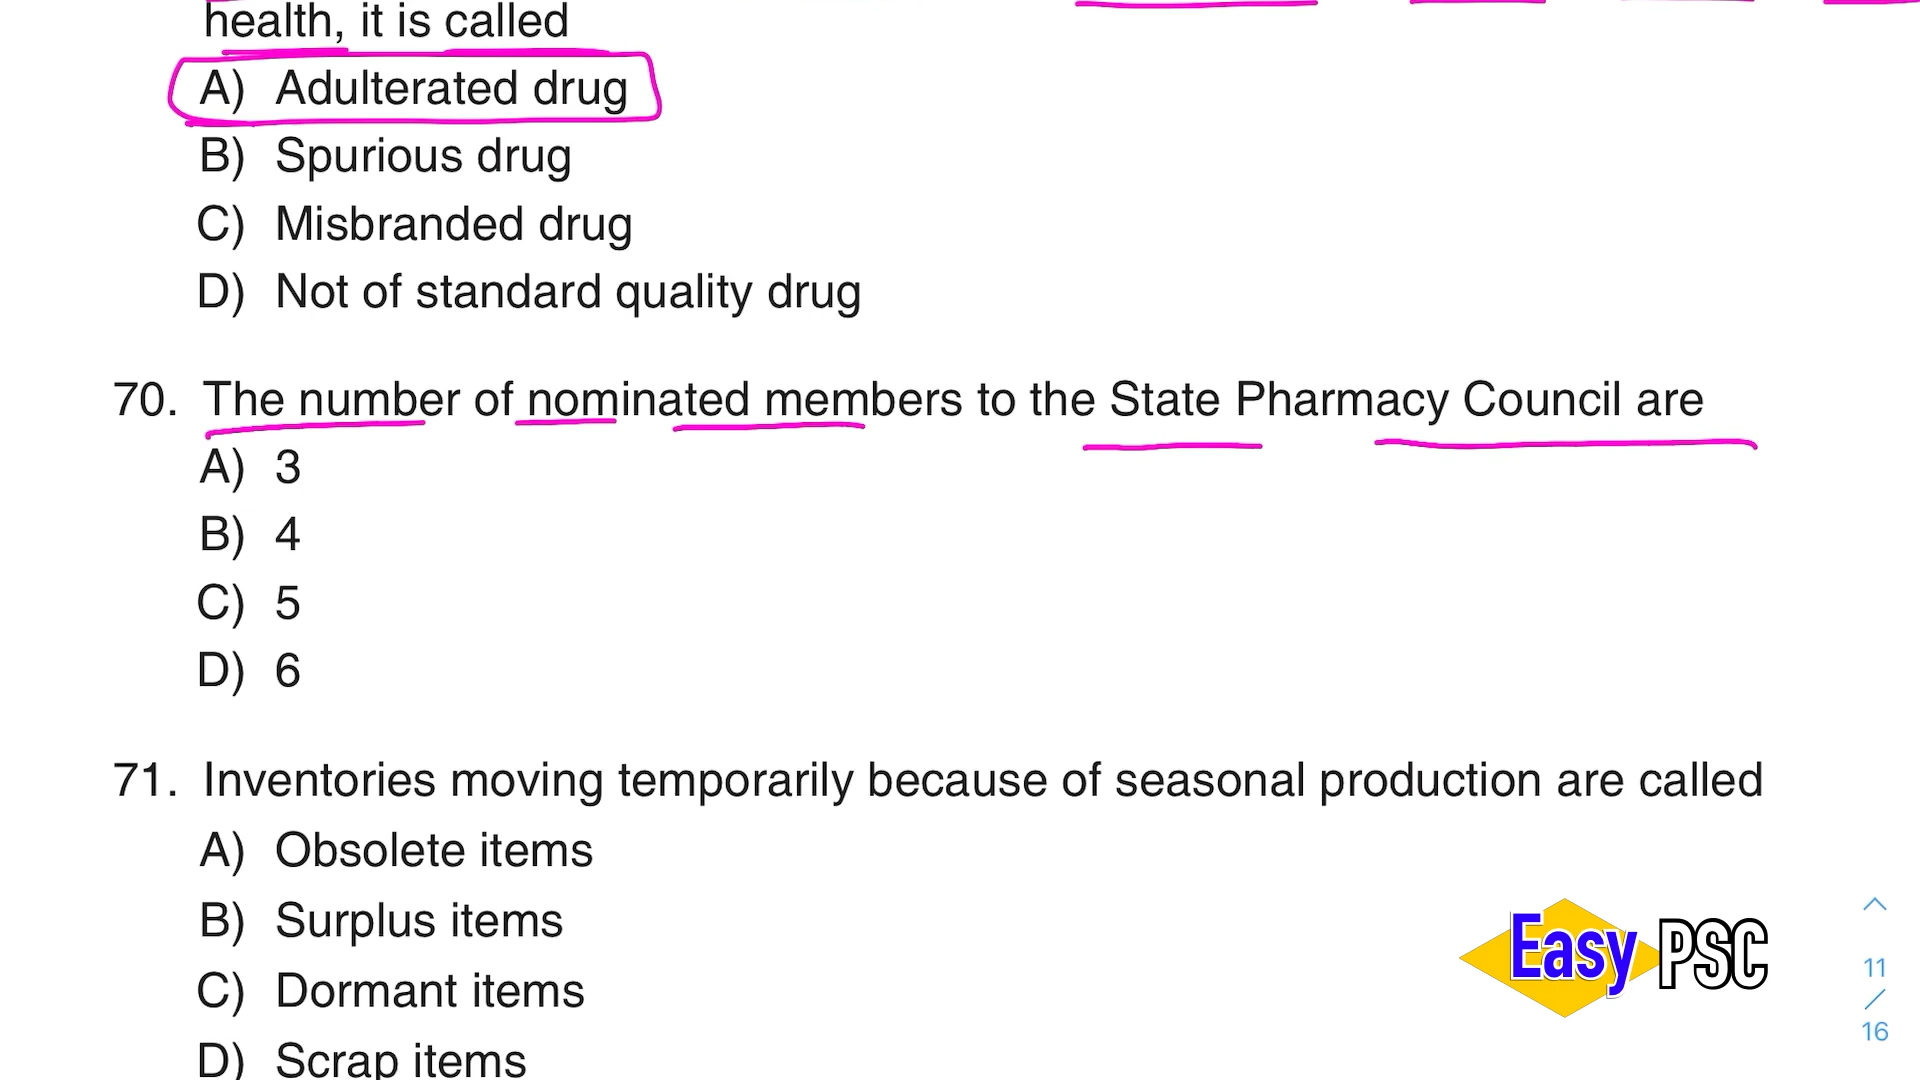 health, it is called
A) Adulterated drug
B) Spurious drug
C) Misbranded drug
D) Not of standard quality drug
70. The number of nominated members to the State Pharmacy Council are
A) 3
B) 4
C) 5
D) 6
71. Inventories moving temporarily because of seasonal production are called
A) Obsolete items
B) Surplus items
C) Dormant items
D) Scrap items
Easy PSC
11
/
16